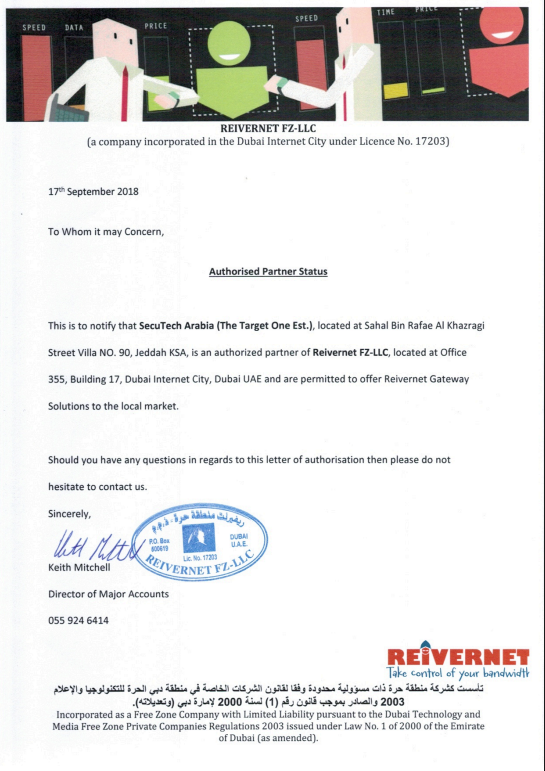 SPEED DATA PRICE SPEED TIME PRICE
REIVERNET FZ-LLC
(a company incorporated in the Dubai Internet City under Licence No. 17203)
17th September 2018
To Whom it may Concern,
Authorised Partner Status
This is to notify that SecuTech Arabia (The Target One Est.), located at Sahal Bin Rafae Al Khazragi
Street Villa NO. 90, Jeddah KSA, is an authorized partner of Reivernet FZ-LLC, located at Office
355, Building 17, Dubai Internet City, Dubai UAE and are permitted to offer Reivernet Gateway
Solutions to the local market.
Should you have any questions in regards to this letter of authorisation then please do not
hesitate to contact us.
Sincerely,
ريفيرنت منطقة حرة - ذ.م.م
P.O. Box
500619
DUBAI
U.A.E.
Lic. No. 17203
REIVERNET FZ-LLC
Keith Mitchell
Director of Major Accounts
055 924 6414
REIVERNET
Take control of your bandwidth
تأسست كشركة منطقة حرة ذات مسؤولية محدودة وفقا لقانون الشركات الخاصة في منطقة دبي الحرة للتكنولوجيا والإعلام
2003 والصادر بموجب قانون رقم (1) لسنة 2000 لإمارة دبي (وتعديلاته).
Incorporated as a Free Zone Company with Limited Liability pursuant to the Dubai Technology and
Media Free Zone Private Companies Regulations 2003 issued under Law No. 1 of 2000 of the Emirate
of Dubai (as amended).